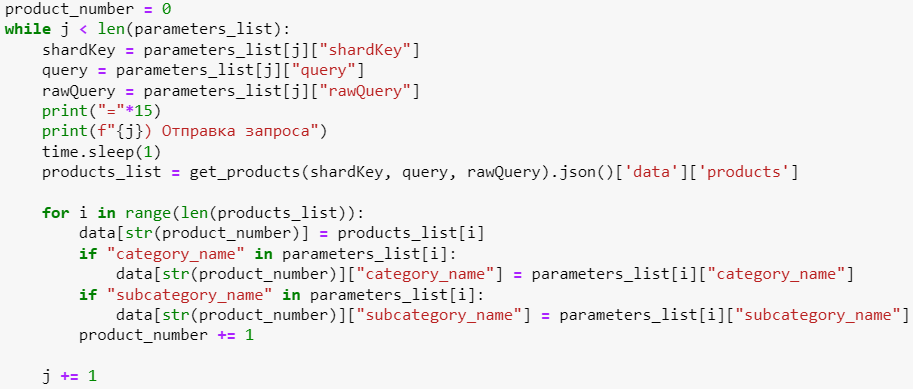 product_number = 0
while j < len(parameters_list):
    shardKey = parameters_list[j]["shardKey"]
    query = parameters_list[j]["query"]
    rawQuery = parameters_list[j]["rawQuery"]
    print("="*15)
    print(f"{j}) Отправка запроса")
    time.sleep(1)
    products_list = get_products(shardKey, query, rawQuery).json()['data']['products']

    for i in range(len(products_list)):
        data[str(product_number)] = products_list[i]
        if "category_name" in parameters_list[i]:
            data[str(product_number)]["category_name"] = parameters_list[i]["category_name"]
        if "subcategory_name" in parameters_list[i]:
            data[str(product_number)]["subcategory_name"] = parameters_list[i]["subcategory_name"]
        product_number += 1

    j += 1